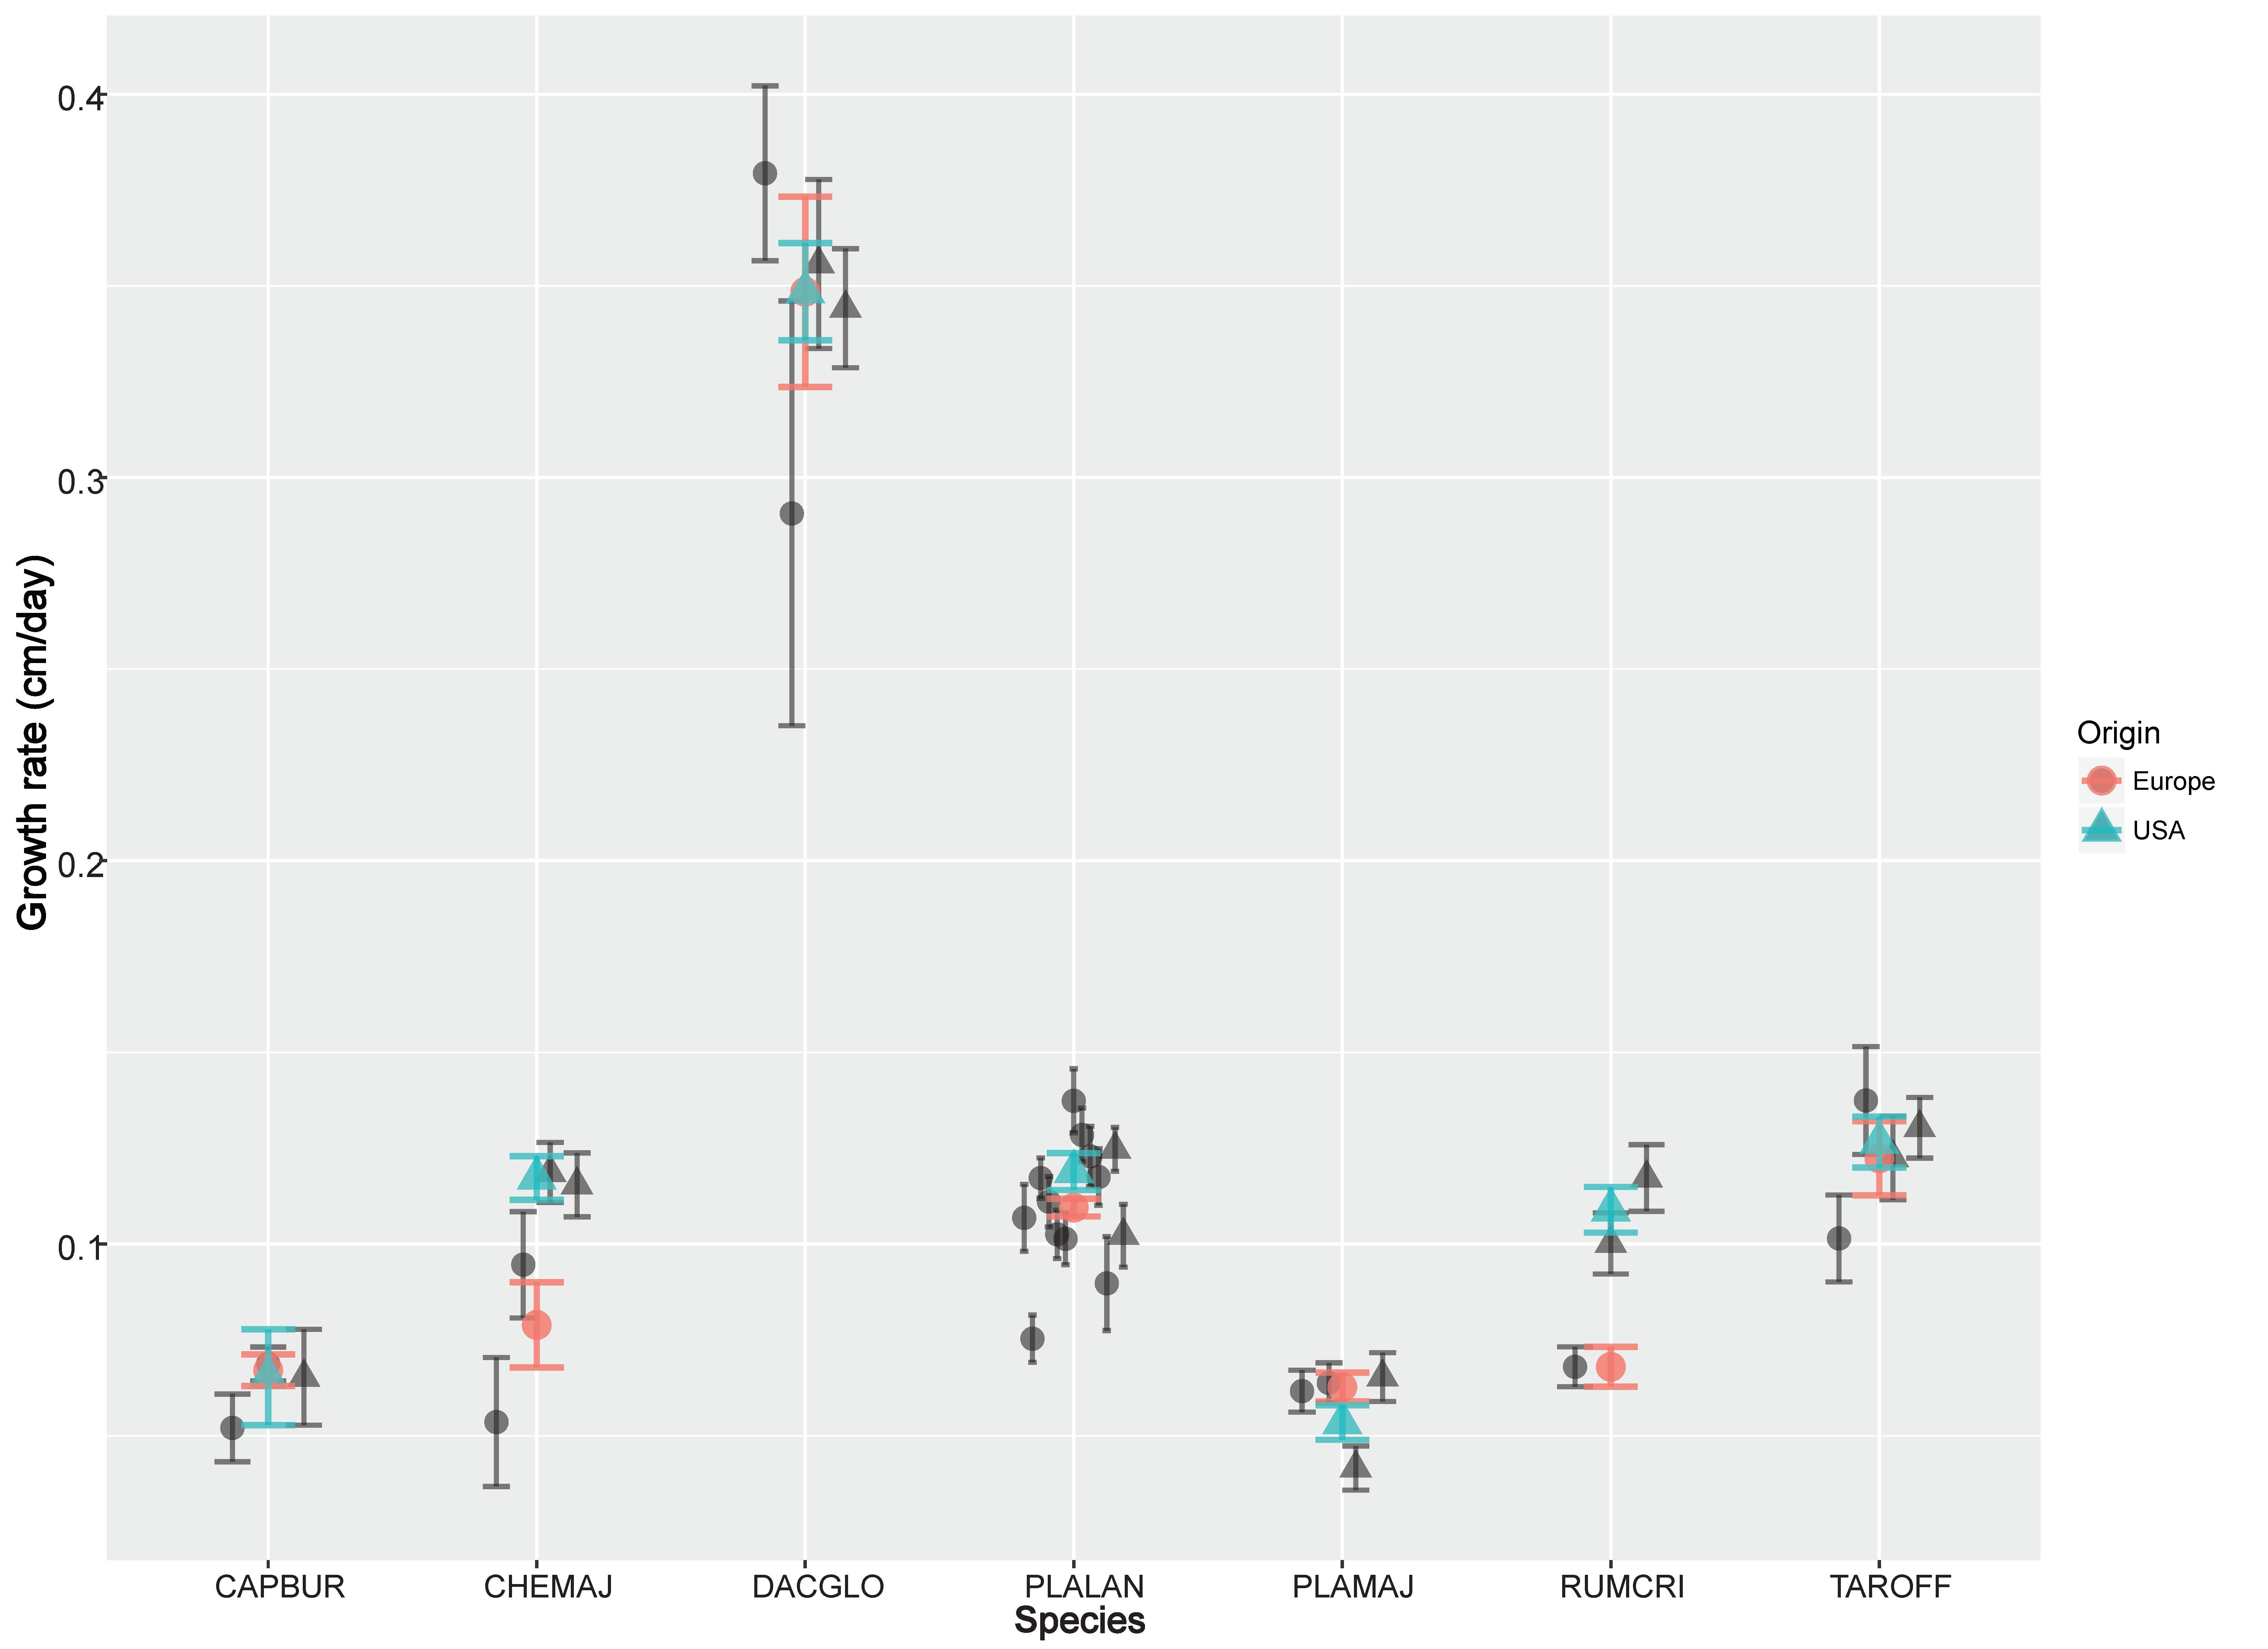 Growth rate (cm/day)
0.4
0.3
0.2
0.1
CAPBUR CHEMAJ DACGLO PLALAN PLAMAJ RUMCRI TAROFF
Species
Origin
Europe
USA